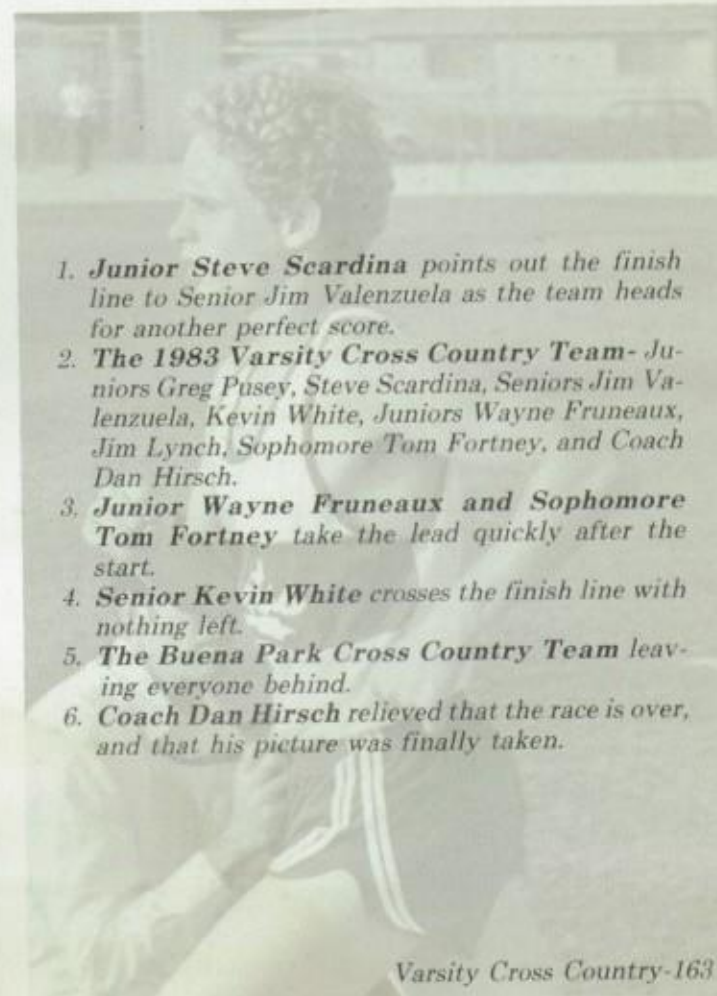 1. Junior Steve Scardina points out the finish
line to Senior Jim Valenzuela as the team heads
for another perfect score.
2. The 1983 Varsity Cross Country Team- Ju-
niors Greg Pusey, Steve Scardina, Seniors Jim Va-
lenzuela, Kevin White, Juniors Wayne Fruneaux,
Jim Lynch, Sophomore Tom Fortney, and Coach
Dan Hirsch.
3. Junior Wayne Fruneaux and Sophomore
Tom Fortney take the lead quickly after the
start.
4. Senior Kevin White crosses the finish line with
nothing left.
5. The Buena Park Cross Country Team leav-
ing everyone behind.
6. Coach Dan Hirsch relieved that the race is over,
and that his picture was finally taken.
Varsity Cross Country-163